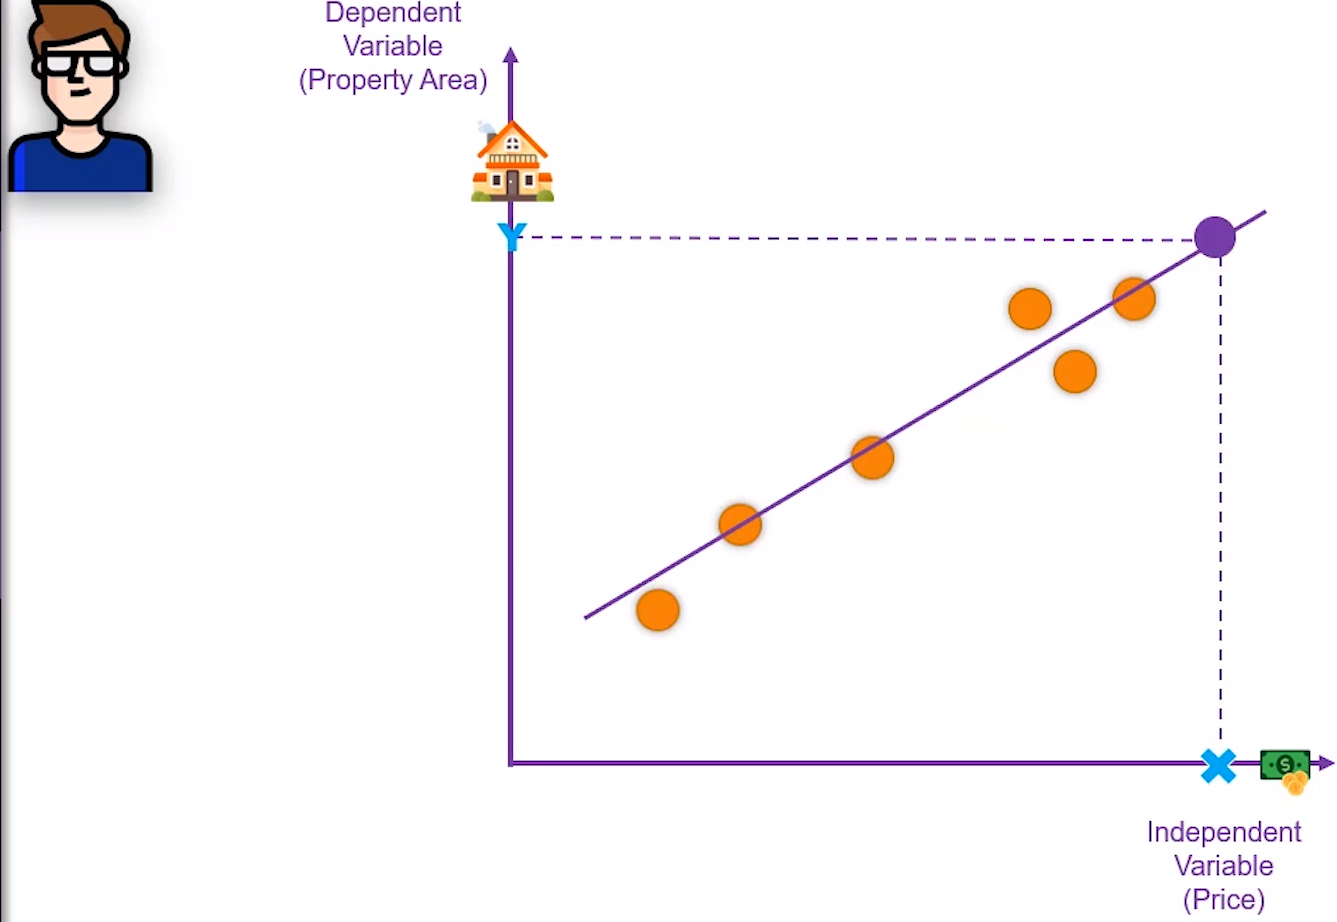 Dependent
Variable
(Property Area)
Y
X
$
Independent
Variable
(Price)